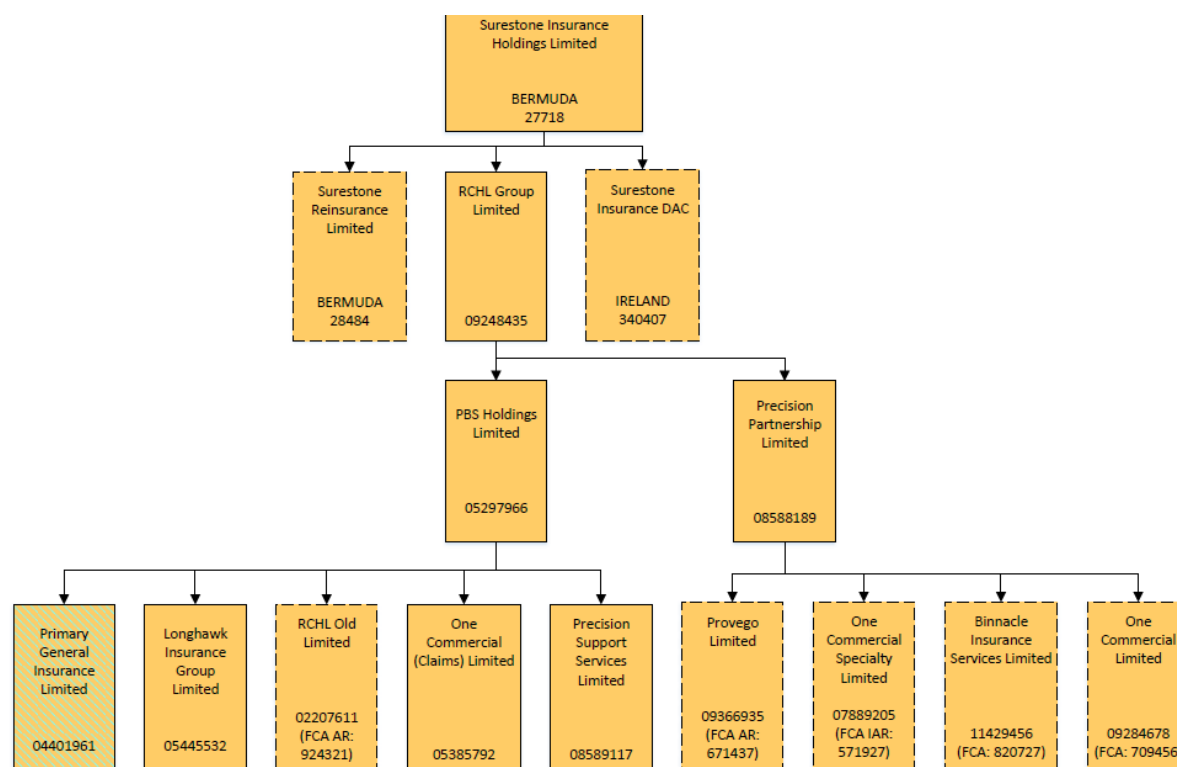 Surestone Insurance
Holdings Limited
BERMUDA
27718
Surestone
Reinsurance
Limited
BERMUDA
28484
RCHL Group
Limited
09248435
Surestone
Insurance DAC
IRELAND
340407
PBS Holdings
Limited
05297966
Precision
Partnership
Limited
08588189
Primary
General
Insurance
Limited
04401961
Longhawk
Insurance
Group
Limited
05445532
RCHL Old
Limited
02207611
(FCA AR:
924321)
One
Commercial
(Claims) Limited
05385792
Precision
Support
Services
Limited
08589117
Provego
Limited
09366935
(FCA AR:
671437)
One
Commercial
Specialty
Limited
07889205
(FCA IAR:
571927)
Binnacle
Insurance
Services Limited
11429456
(FCA: 820727)
One
Commercial
Limited
09284678
(FCA: 709456)